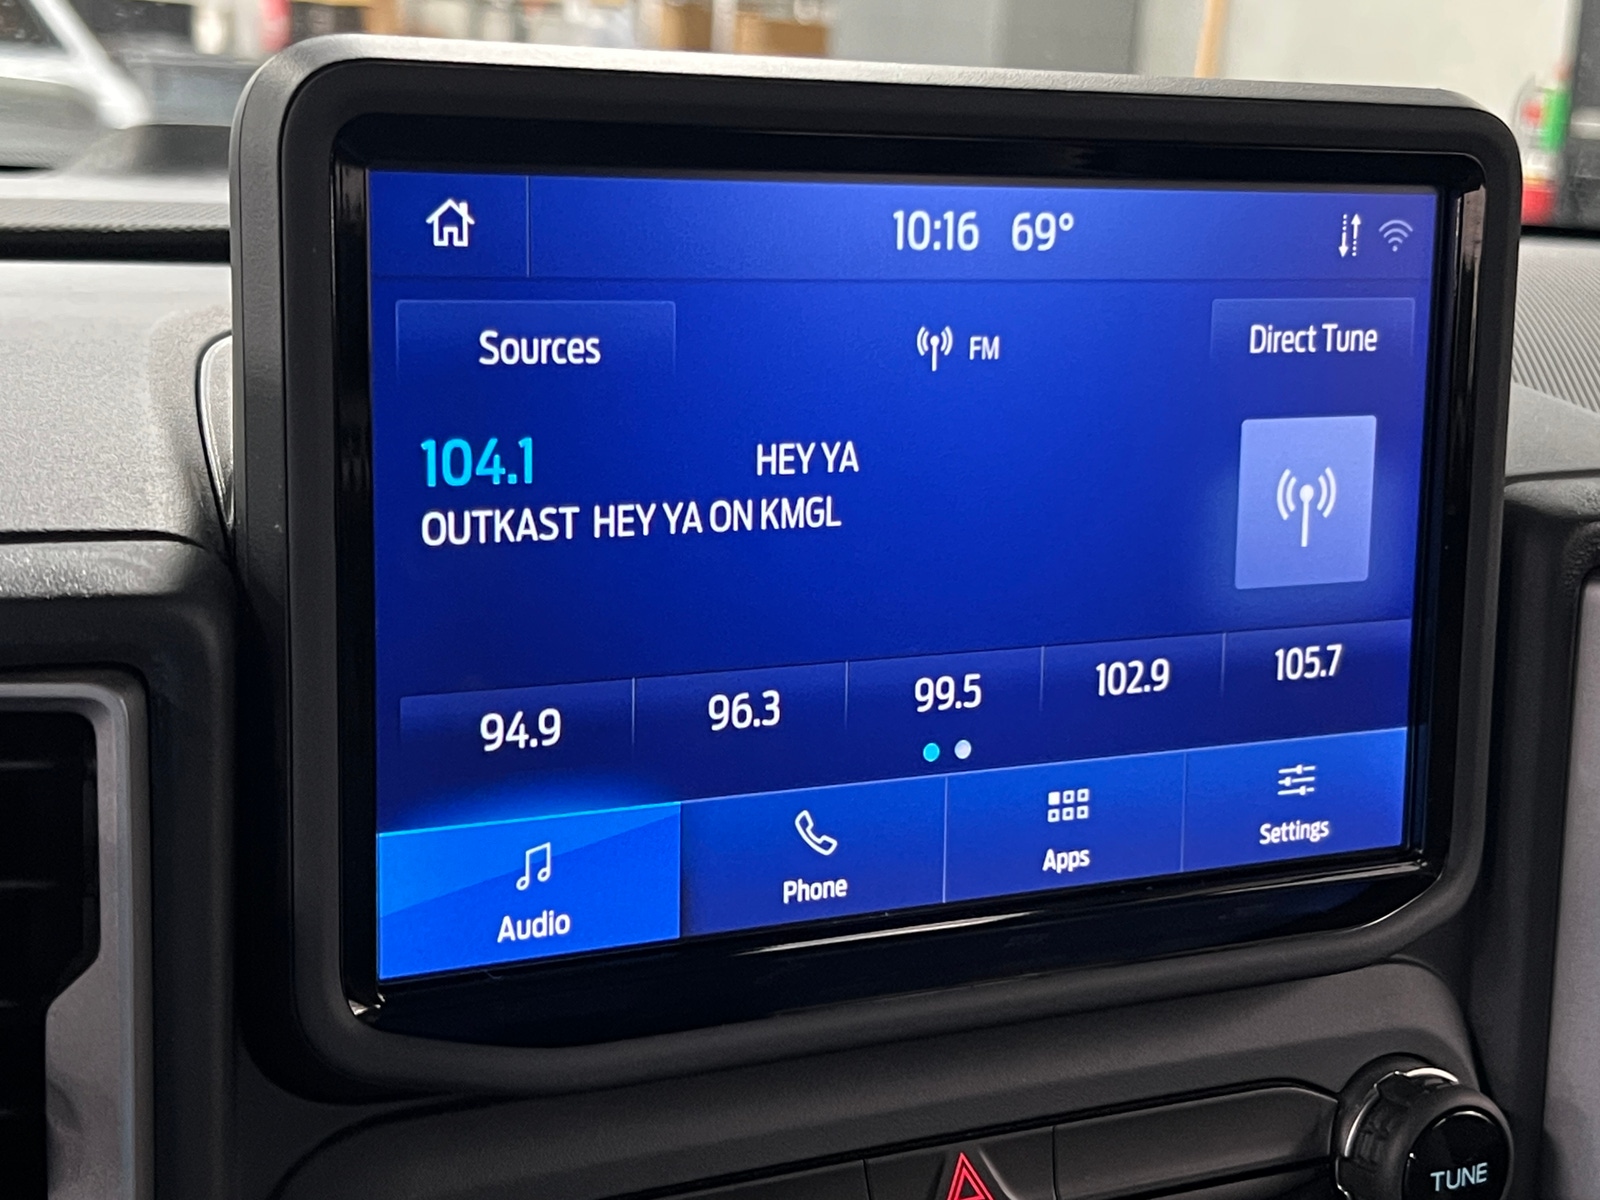 10:16 69°
Sources
FM
Direct Tune
104.1
HEY YA
OUTKAST HEY YA ON KMGL
94.9
96.3
99.5
102.9
105.7
Audio
Phone
Apps
Settings
TUNE